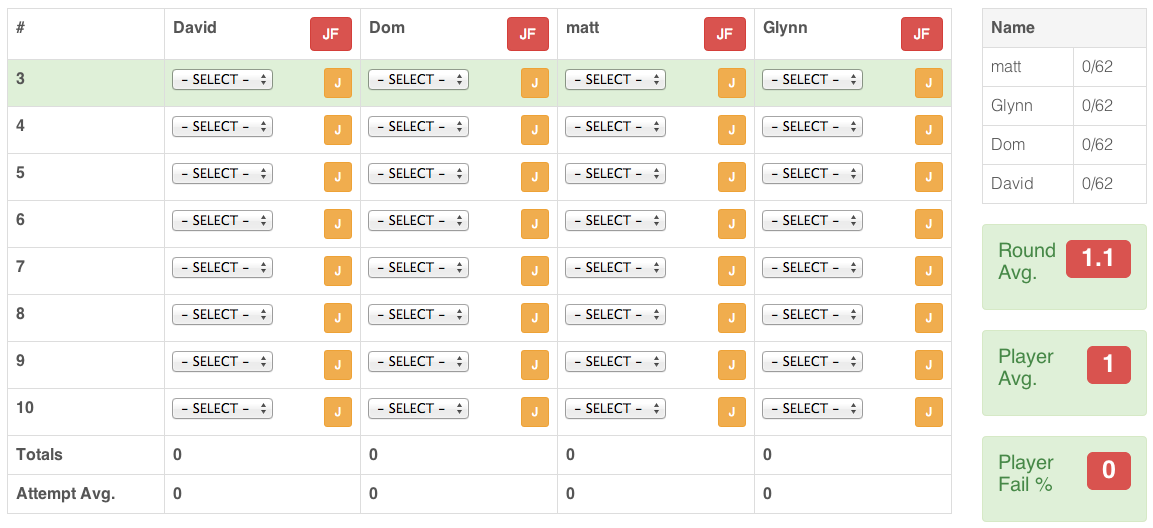 # David JF Dom JF matt JF Glynn JF
3 - SELECT - J - SELECT - J - SELECT - J - SELECT - J
4 - SELECT - J - SELECT - J - SELECT - J - SELECT - J
5 - SELECT - J - SELECT - J - SELECT - J - SELECT - J
6 - SELECT - J - SELECT - J - SELECT - J - SELECT - J
7 - SELECT - J - SELECT - J - SELECT - J - SELECT - J
8 - SELECT - J - SELECT - J - SELECT - J - SELECT - J
9 - SELECT - J - SELECT - J - SELECT - J - SELECT - J
10 - SELECT - J - SELECT - J - SELECT - J - SELECT - J
Totals 0 0 0 0
Attempt Avg. 0 0 0 0
Name
matt 0/62
Glynn 0/62
Dom 0/62
David 0/62
Round 1.1
Avg.
Player 1
Avg.
Player 0
Fail %